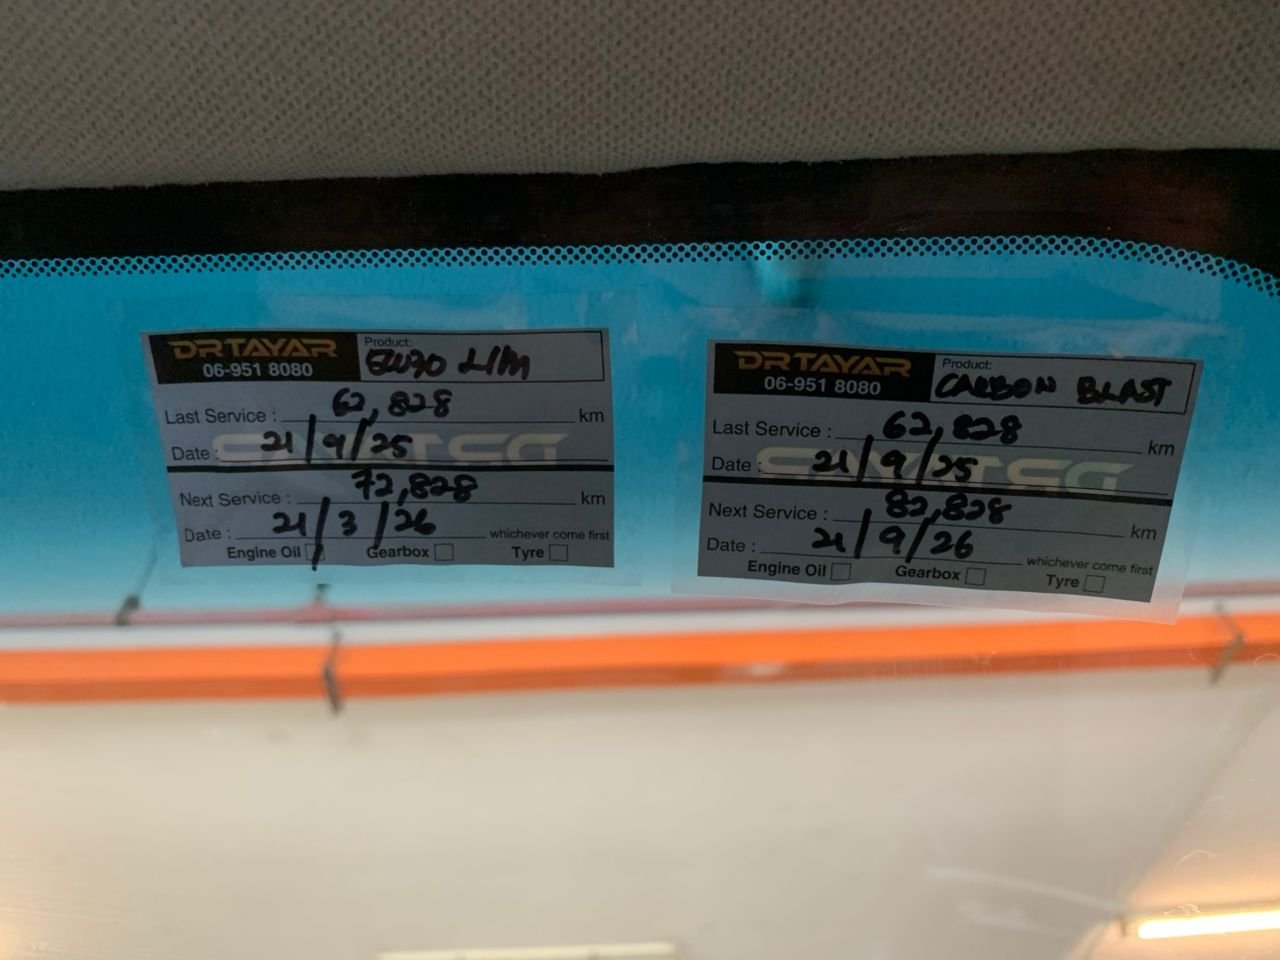 DRTAYAR
06-951 8080
Product:
5W30 LIM
Last Service : 62,828 km
Date : 21/9/25
Next Service : 72,828 km
Date : 21/3/26 whichever come first
Engine Oil Gearbox Tyre
DRTAYAR
06-951 8080
Product:
CARBON BLAST
Last Service : 62,828 km
Date : 21/9/25
Next Service : 82,828 km
Date : 21/9/26 whichever come first
Engine Oil Gearbox Tyre